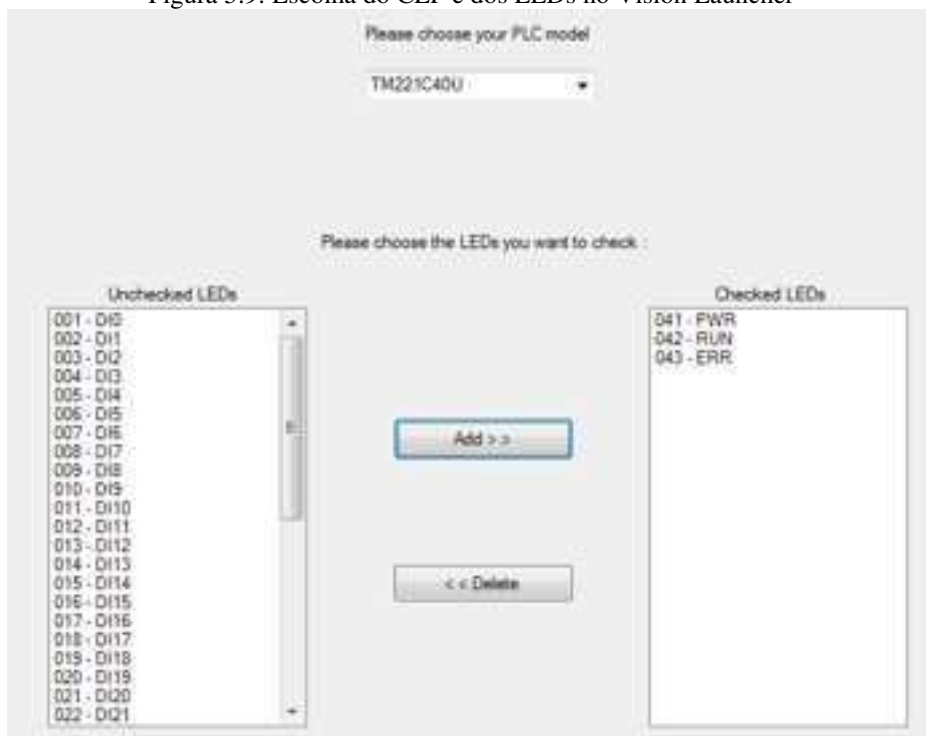 Figura 5.9: Escolha do CLP e dos LEDs no Vision Launcher
Please choose your PLC model
TM221C40U
Please choose the LEDs you want to check :
Unchecked LEDs
001 - DI0
002 - DI1
003 - DI2
004 - DI3
005 - DI4
006 - DI5
007 - DI6
008 - DI7
009 - DI8
010 - DI9
011 - DI10
012 - DI11
013 - DI12
014 - DI13
015 - DI14
016 - DI15
017 - DI16
018 - DI17
019 - DI18
020 - DI19
021 - DI20
022 - DI21
Add > >
< < Delete
Checked LEDs
041 - PWR
042 - RUN
043 - ERR